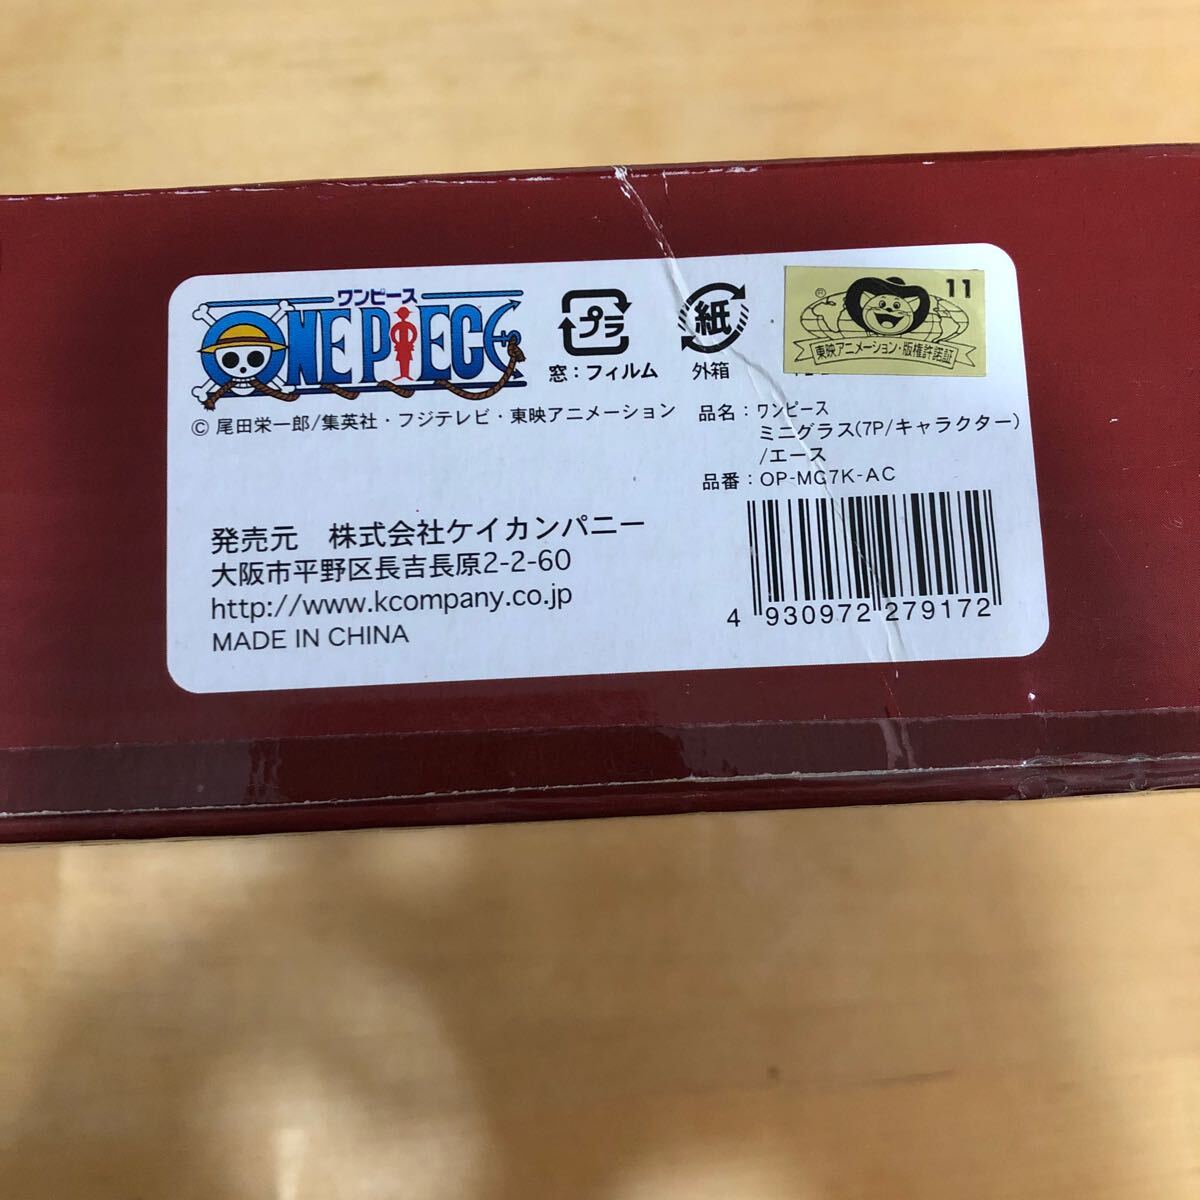 ワンピース
ONE PIECE
© 尾田栄一郎/集英社・フジテレビ・東映アニメーション
プラ
窓：フィルム
紙
外箱
11
®
東映アニメーション・版権許諾証
品名：ワンピース
ミニグラス(7P/キャラクター)
/エース
品番：OP-MG7K-AC
発売元　株式会社ケイカンパニー
大阪市平野区長吉長原2-2-60
http://www.kcompany.co.jp
MADE IN CHINA
4 930972 279172